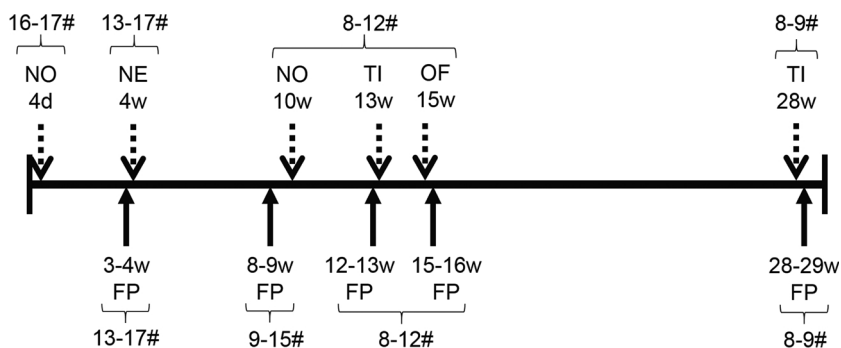 16-17# 13-17# 8-12# 8-9#
NO NE NO TI OF TI
4d 4w 10w 13w 15w 28w
3-4w 8-9w 12-13w 15-16w 28-29w
FP FP FP FP FP
13-17# 9-15# 8-12# 8-9#